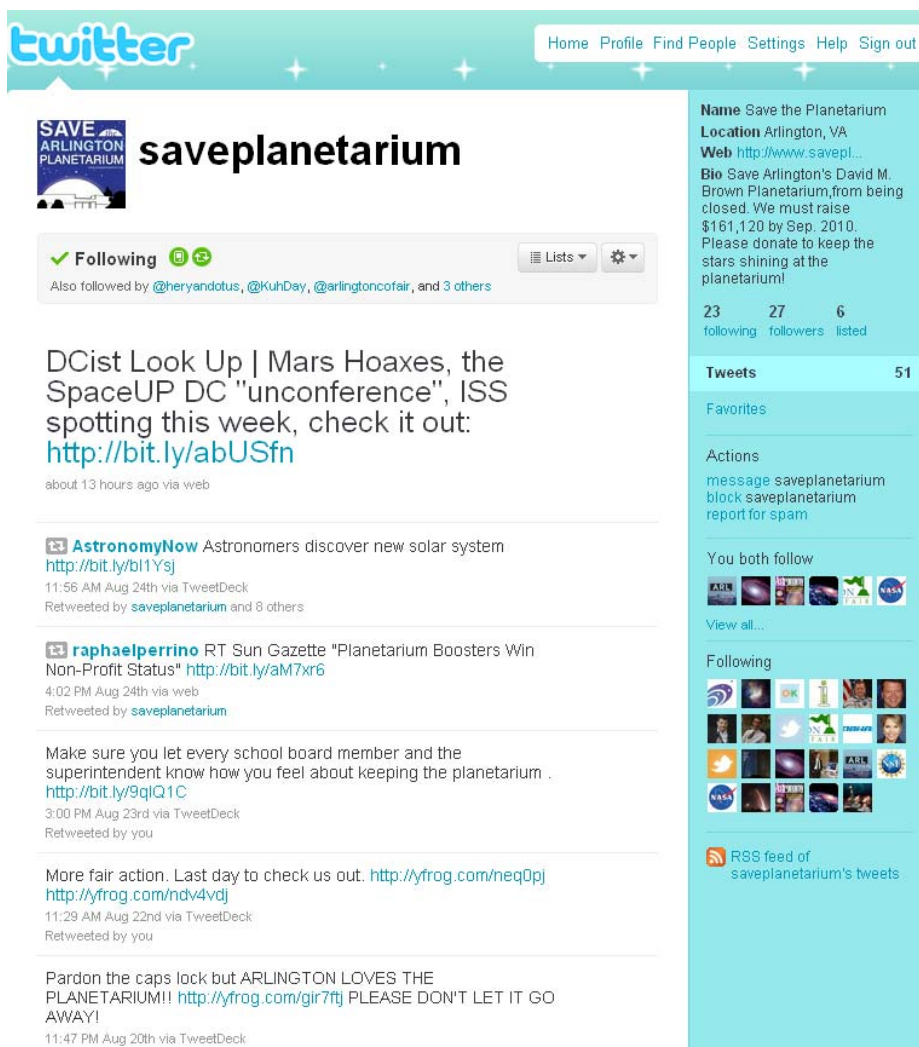 twitter
Home Profile Find People Settings Help Sign out
SAVE
ARLINGTON
PLANETARIUM
saveplanetarium
Following
Lists
Also followed by @heryandotus, @KuhDay, @arlingtoncofair, and 3 others
DCist Look Up | Mars Hoaxes, the
SpaceUP DC "unconference", ISS
spotting this week, check it out:
http://bit.ly/abUSfn
about 13 hours ago via web
AstronomyNow Astronomers discover new solar system
http://bit.ly/bl1Ysj
11:56 AM Aug 24th via TweetDeck
Retweeted by saveplanetarium and 8 others
raphaelperrino RT Sun Gazette "Planetarium Boosters Win
Non-Profit Status" http://bit.ly/aM7xr6
4:02 PM Aug 24th via web
Retweeted by saveplanetarium
Make sure you let every school board member and the
superintendent know how you feel about keeping the planetarium .
http://bit.ly/9qlQ1C
3:00 PM Aug 23rd via TweetDeck
Retweeted by you
More fair action. Last day to check us out. http://yfrog.com/neq0pj
http://yfrog.com/ndv4vdj
11:29 AM Aug 22nd via TweetDeck
Retweeted by you
Pardon the caps lock but ARLINGTON LOVES THE
PLANETARIUM!! http://yfrog.com/gir7ftj PLEASE DON'T LET IT GO
AWAY!
11:47 PM Aug 20th via TweetDeck
Name Save the Planetarium
Location Arlington, VA
Web http://www.savepl...
Bio Save Arlington's David M.
Brown Planetarium,from being
closed. We must raise
$161,120 by Sep. 2010.
Please donate to keep the
stars shining at the
planetarium!
23 27 6
following followers listed
Tweets 51
Favorites
Actions
message saveplanetarium
block saveplanetarium
report for spam
You both follow
ARL
NASA
View all...
Following
OK
ARL
NASA
RSS feed of
saveplanetarium's tweets